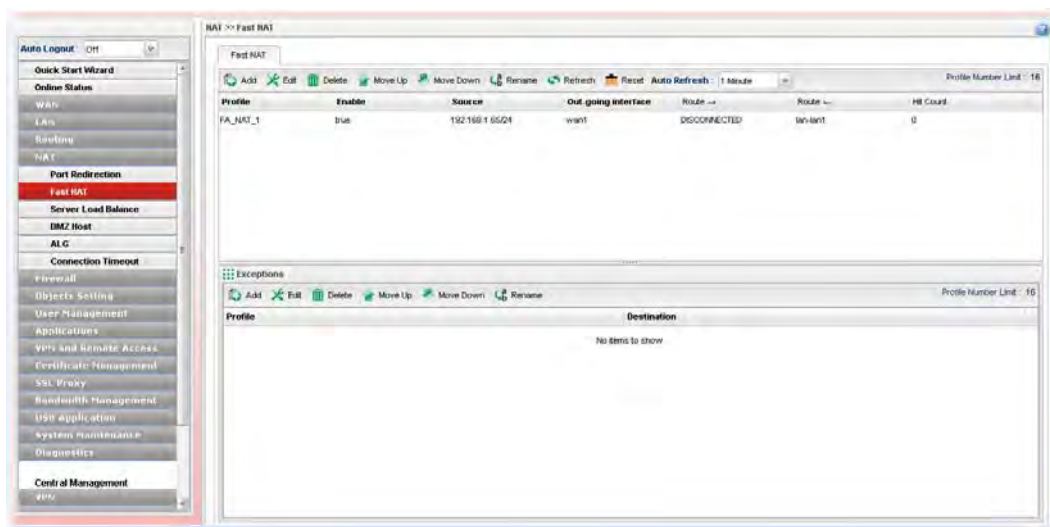 NAT >> Fast NAT
Auto Logout : Off
Quick Start Wizard
Online Status
WAN
LAN
Routing
NAT
Port Redirection
Fast NAT
Server Load Balance
DMZ Host
ALG
Connection Timeout
Firewall
Objects Setting
User Management
Applications
VPN and Remote Access
Certificate Management
SSL Proxy
Bandwidth Management
USB Application
System Maintenance
Diagnostics
Central Management
VPN
Fast NAT
Add Edit Delete Move Up Move Down Rename Refresh Reset Auto Refresh : 1 Minute Profile Number Limit : 16
Profile Enable Source Out-going Interface Route → Route ← Hit Count
FA_NAT_1 true 192.168.1.65/24 wan1 DISCONNECTED lan-lan1 0
Exceptions
Add Edit Delete Move Up Move Down Rename Profile Number Limit : 16
Profile Destination
No items to show